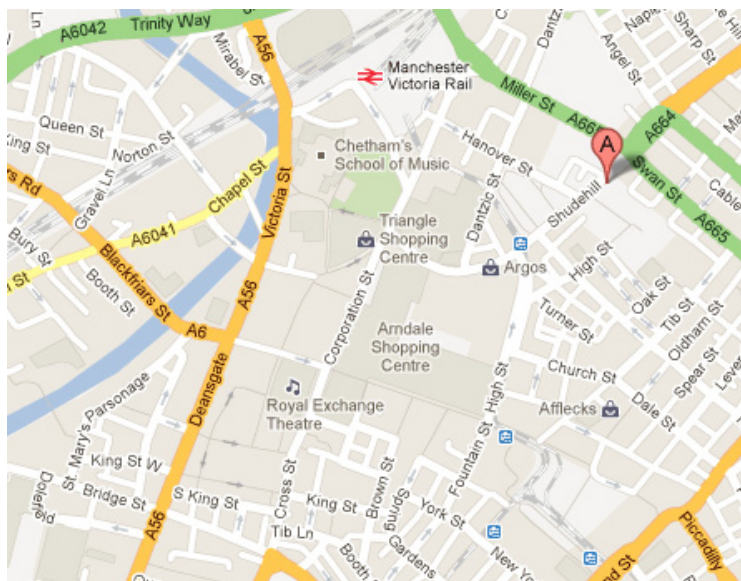 A6042
Trinity Way
A56
Mirabel St
Manchester
Victoria Rail
Dantzic St
Angel St
Sharp St
Miller St
A665
A664
Queen St
King St
Norton St
Chetham's
School of Music
Hanover St
A
Swan St
Cable
Rd
Gravel Ln
Chapel St
Victoria St
Dantzic St
Shudehill
A665
A6041
Triangle
Shopping
Centre
Bury St
Blackfriars St
Booth St
A56
Argos
High St
Oak St
Tib St
Turner St
Oldham St
A6
Corporation St
Arndale
Shopping
Centre
Church St
Spear St
Deansgate
St. Mary's Parsonage
Royal Exchange
Theatre
High St
Afflecks
Dale St
Fountain St
King St W
Bridge St
S King St
Cross St
King St
Brown St
Spring
Gardens
York St
Piccadilly
A56
Tib Ln
Booth St
New York